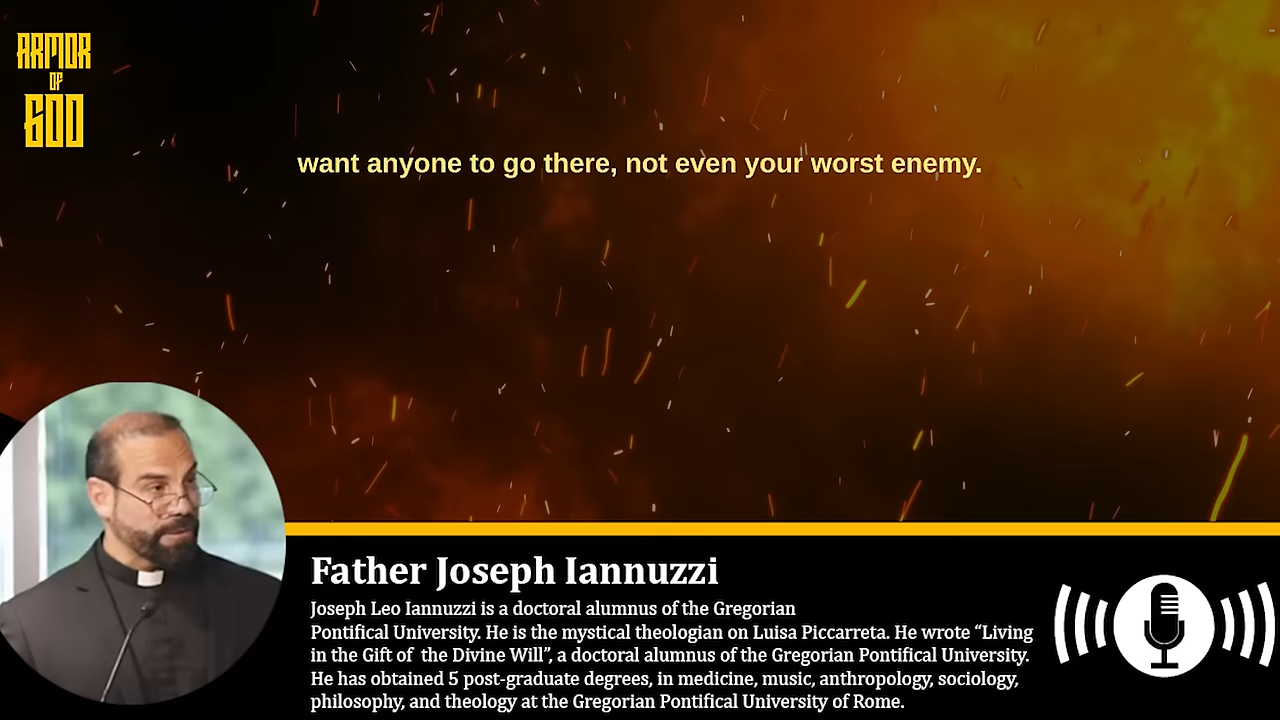 ARMOR
OF
GOD
want anyone to go there, not even your worst enemy.
Father Joseph Iannuzzi
Joseph Leo Iannuzzi is a doctoral alumnus of the Gregorian
Pontifical University. He is the mystical theologian on Luisa Piccarreta. He wrote “Living
in the Gift of the Divine Will”, a doctoral alumnus of the Gregorian Pontifical University.
He has obtained 5 post-graduate degrees, in medicine, music, anthropology, sociology,
philosophy, and theology at the Gregorian Pontifical University of Rome.